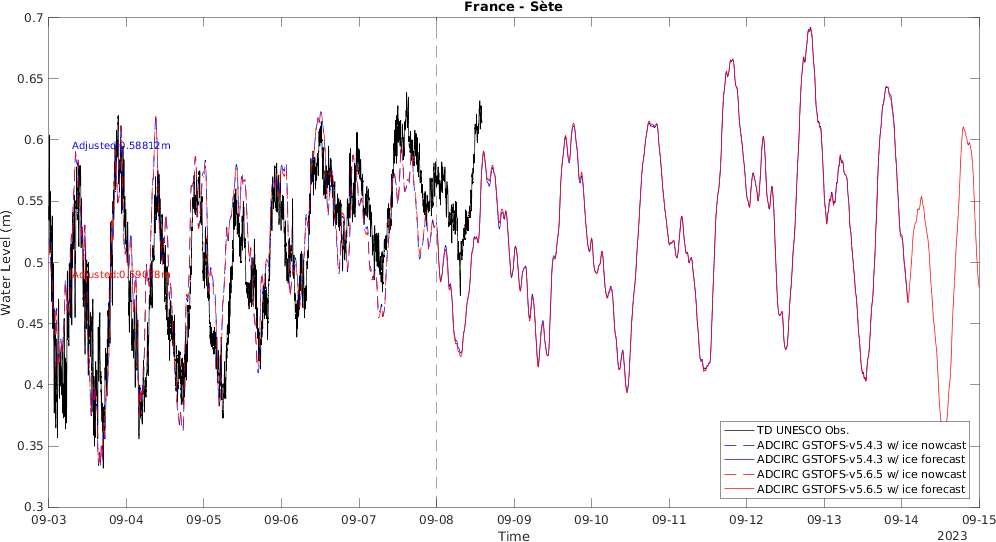 France - Sète
0.7
0.65
0.6
0.55
0.5
0.45
0.4
0.35
0.3
Water Level (m)
Adjusted:0.58812m
TD UNESCO Obs.
ADCIRC GSTOFS-v5.4.3 w/ ice nowcast
ADCIRC GSTOFS-v5.4.3 w/ ice forecast
ADCIRC GSTOFS-v5.6.5 w/ ice nowcast
ADCIRC GSTOFS-v5.6.5 w/ ice forecast
09-03 09-04 09-05 09-06 09-07 09-08 09-09 09-10 09-11 09-12 09-13 09-14 09-15
Time
2023